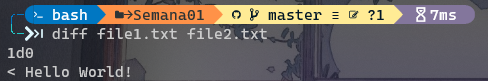 bash Semana01 master ≡ ?1 7ms
diff file1.txt file2.txt
1d0
< Hello World!